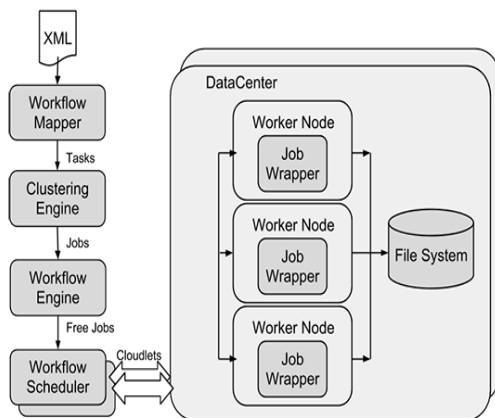 XML
Workflow
Mapper
Tasks
Clustering
Engine
Jobs
Workflow
Engine
Free Jobs
Workflow
Scheduler
Cloudlets
DataCenter
Worker Node
Job
Wrapper
Worker Node
Job
Wrapper
Worker Node
Job
Wrapper
File System